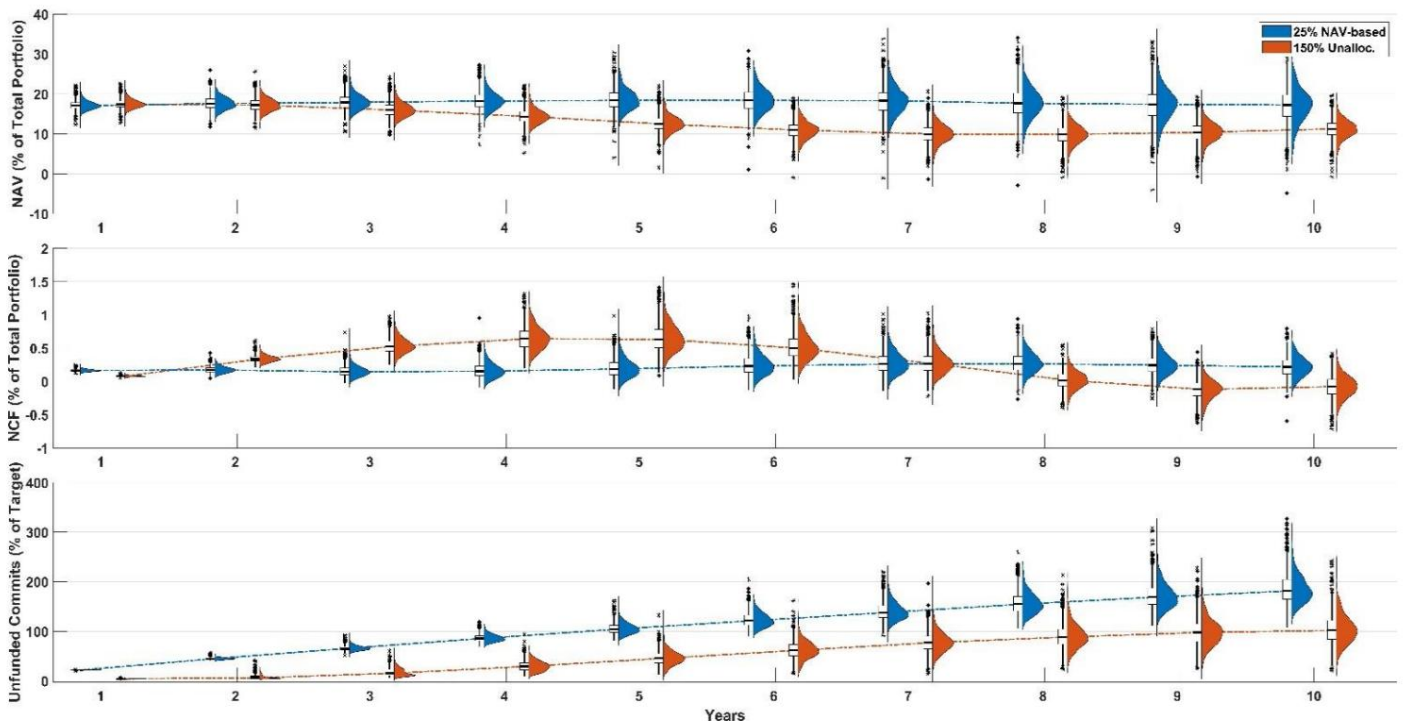 40
30
20
10
0
-10
NAV (% of Total Portfolio)
25% NAV-based
150% Unalloc.
1 2 3 4 5 6 7 8 9 10
2
1.5
1
0.5
0
-0.5
-1
NCF (% of Total Portfolio)
1 2 3 4 5 6 7 8 9 10
400
300
200
100
0
Unfunded Commits (% of Target)
1 2 3 4 5 6 7 8 9 10
Years